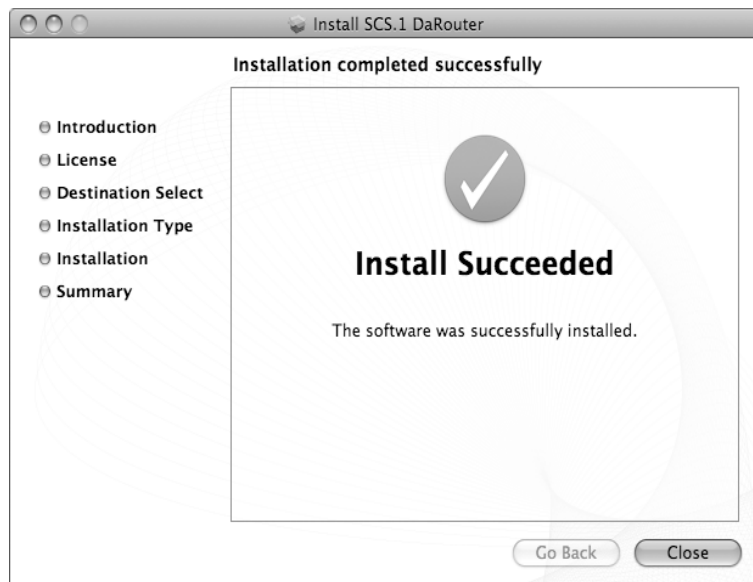 Install SCS.1 DaRouter
Installation completed successfully
Introduction
License
Destination Select
Installation Type
Installation
Summary
Install Succeeded
The software was successfully installed.
Go Back
Close